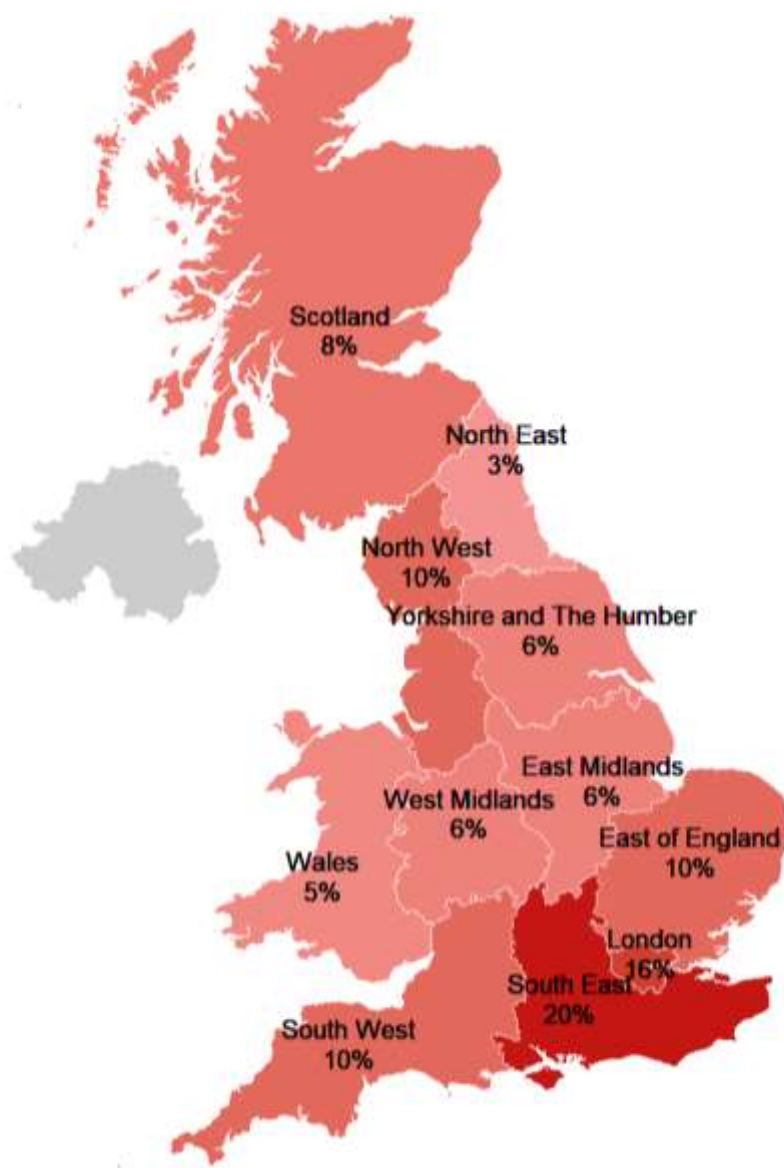 Scotland
8%
North East
3%
North West
10%
Yorkshire and The Humber
6%
East Midlands
6%
West Midlands
6%
East of England
10%
Wales
5%
London
16%
South East
20%
South West
10%